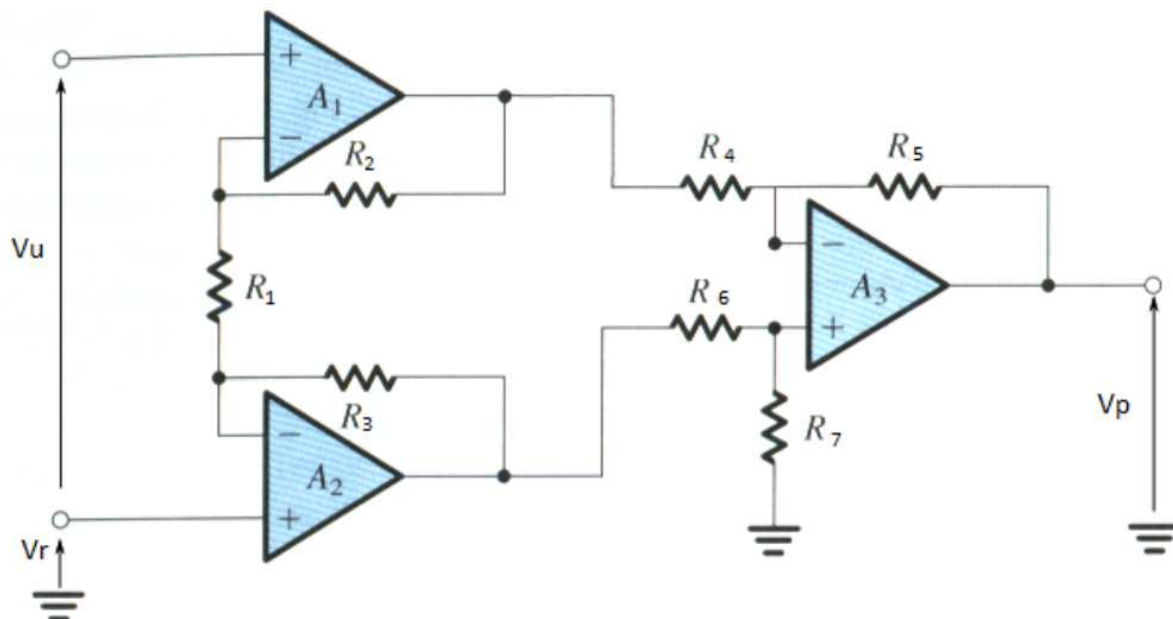 +
A1
−
R2
R4
R5
Vu
R1
−
A3
R6
+
R3
Vp
−
R7
A2
+
Vr